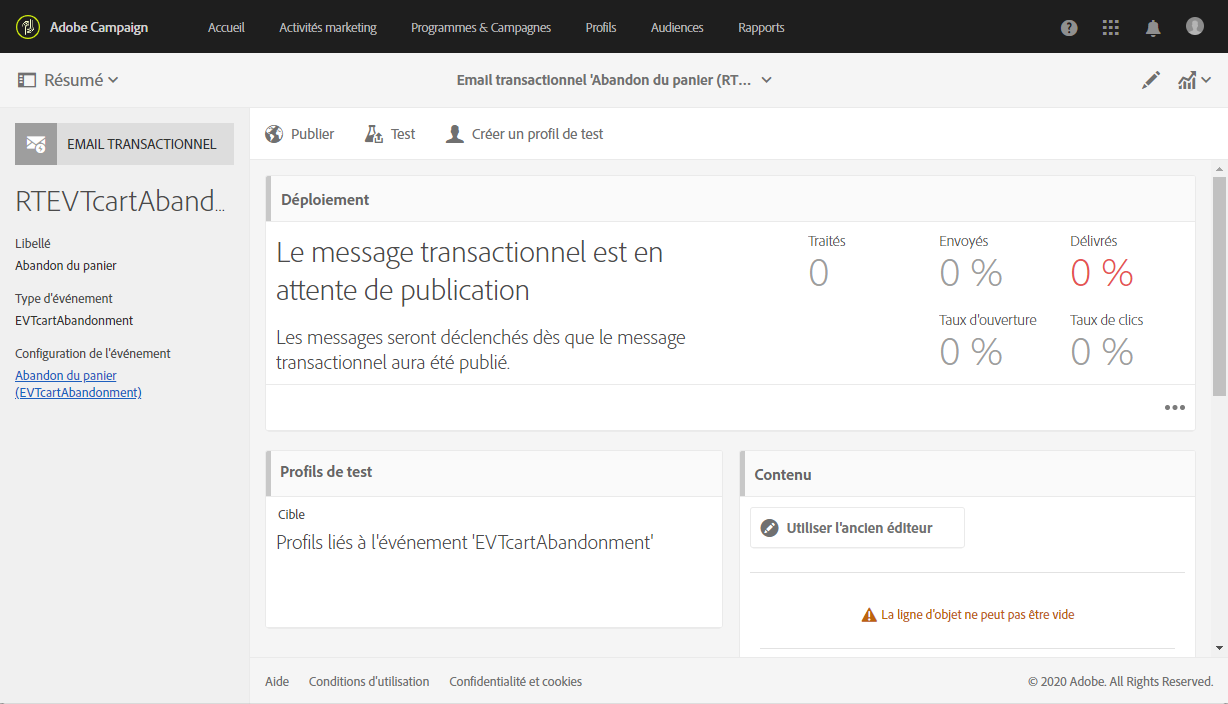 Adobe Campaign Accueil Activités marketing Programmes & Campagnes Profils Audiences Rapports
Résumé
Email transactionnel 'Abandon du panier (RT...
EMAIL TRANSACTIONNEL
RTEVTcartAband...
Libellé
Abandon du panier
Type d'événement
EVTcartAbandonment
Configuration de l'événement
Abandon du panier
(EVTcartAbandonment)
Publier Test Créer un profil de test
Déploiement
Le message transactionnel est en
attente de publication
Les messages seront déclenchés dès que le message
transactionnel aura été publié.
Traités Envoyés Délivrés
0 0 % 0 %
Taux d'ouverture Taux de clics
0 % 0 %
Profils de test
Cible
Profils liés à l'événement 'EVTcartAbandonment'
Contenu
Utiliser l'ancien éditeur
La ligne d'objet ne peut pas être vide
Aide Conditions d'utilisation Confidentialité et cookies © 2020 Adobe. All Rights Reserved.